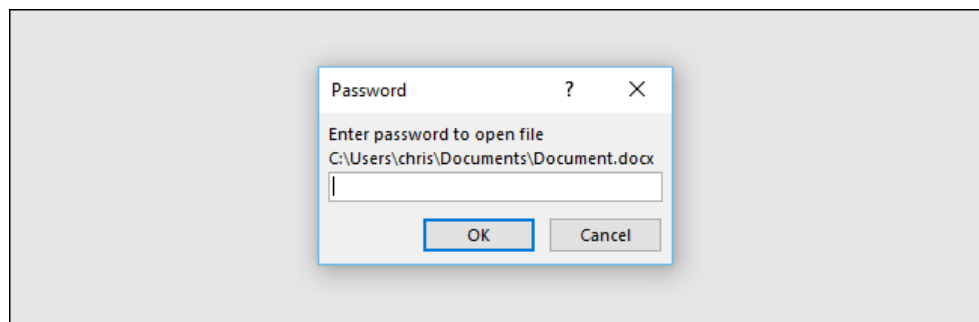 Password ?
Enter password to open file
C:\Users\chris\Documents\Document.docx
OK Cancel